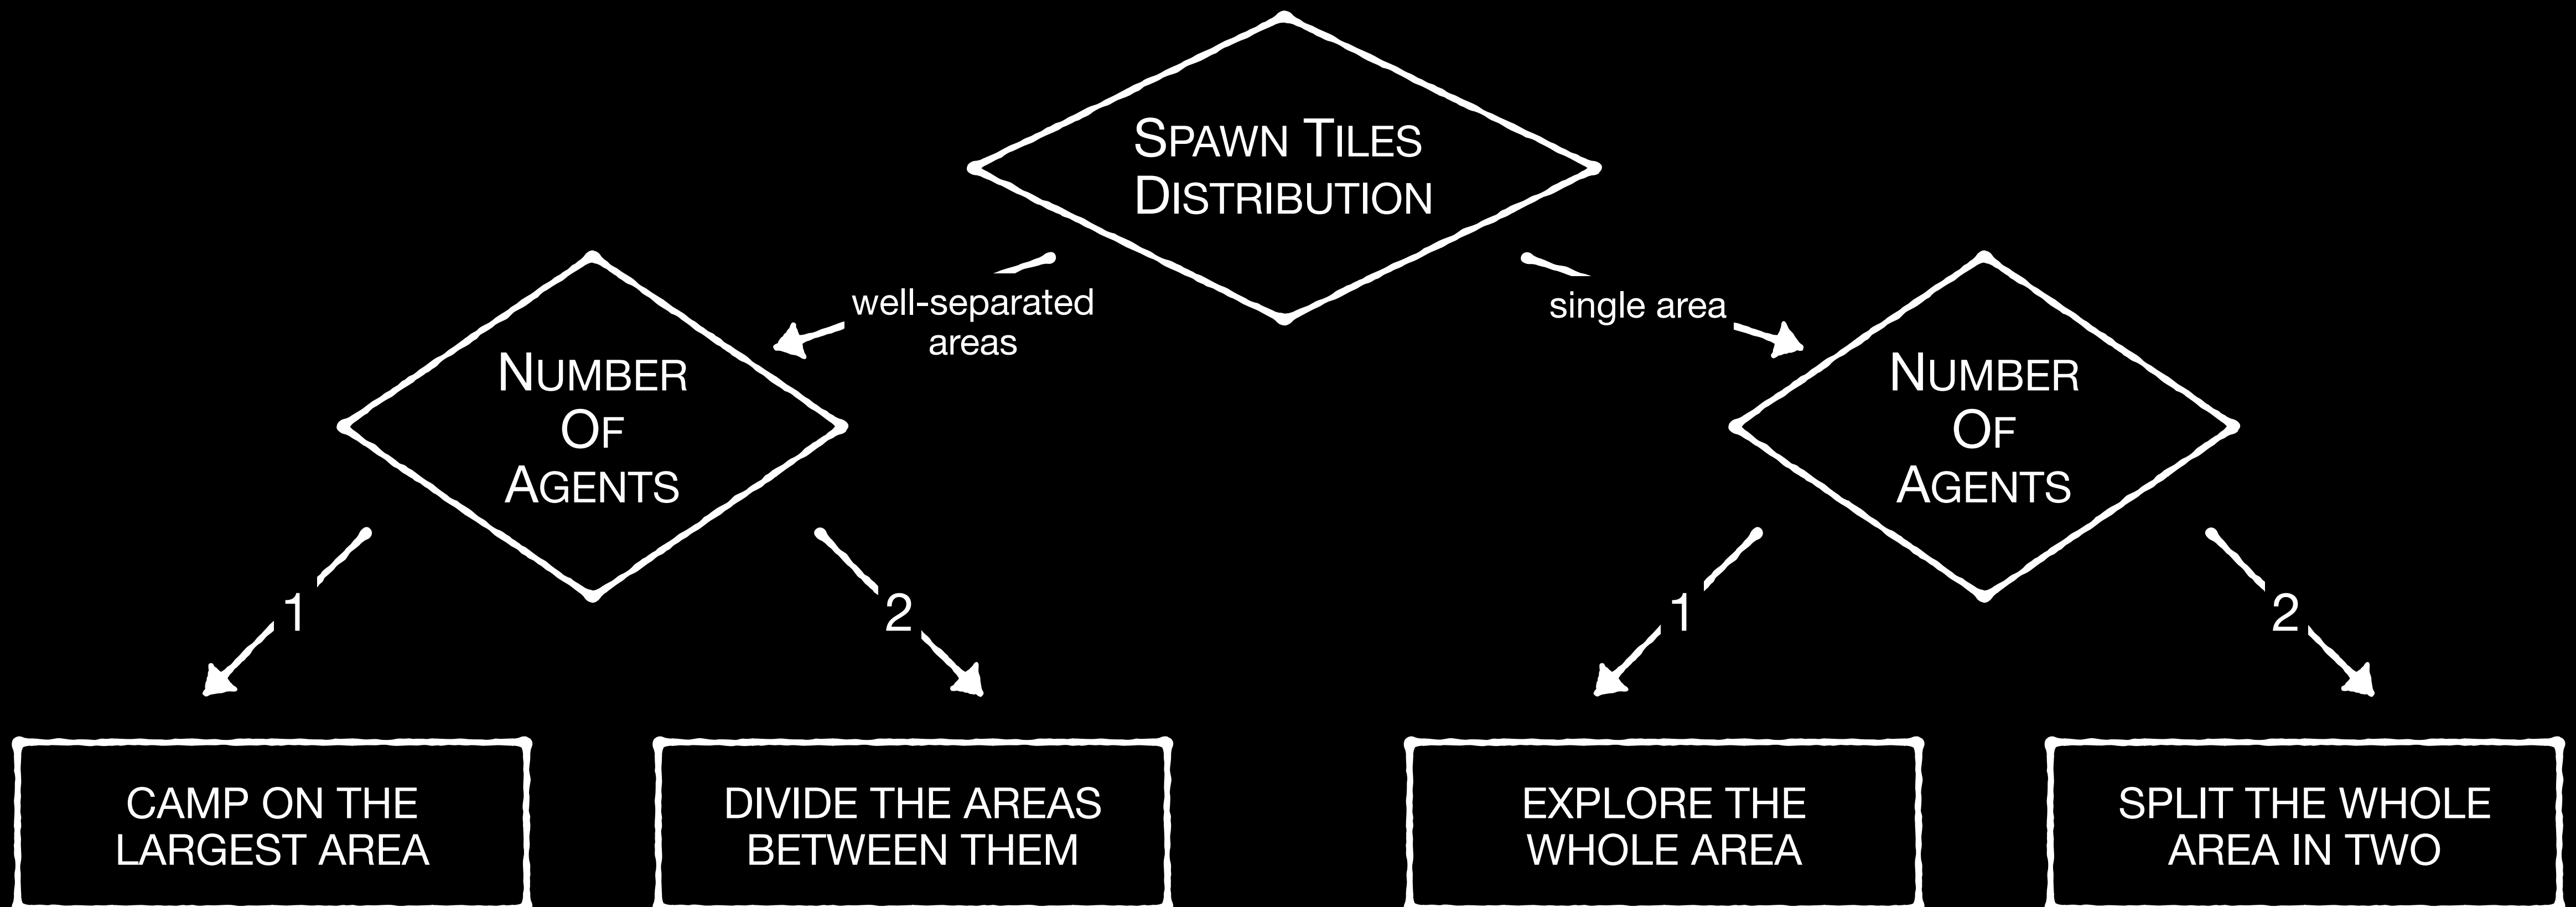 SPAWN TILES
DISTRIBUTION
well-separated
areas
single area
NUMBER
OF
AGENTS
NUMBER
OF
AGENTS
1
2
1
2
CAMP ON THE
LARGEST AREA
DIVIDE THE AREAS
BETWEEN THEM
EXPLORE THE
WHOLE AREA
SPLIT THE WHOLE
AREA IN TWO